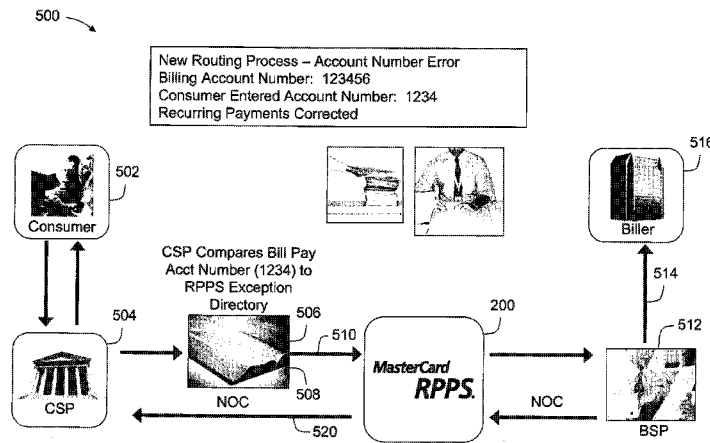 500
New Routing Process – Account Number Error
Billing Account Number: 123456
Consumer Entered Account Number: 1234
Recurring Payments Corrected
516
502
Consumer
Biller
CSP Compares Bill Pay
Acct Number (1234) to
RPPS Exception
Directory
514
504
506
510
200
512
MasterCard
RPPS.
508
CSP
NOC
NOC
BSP
520